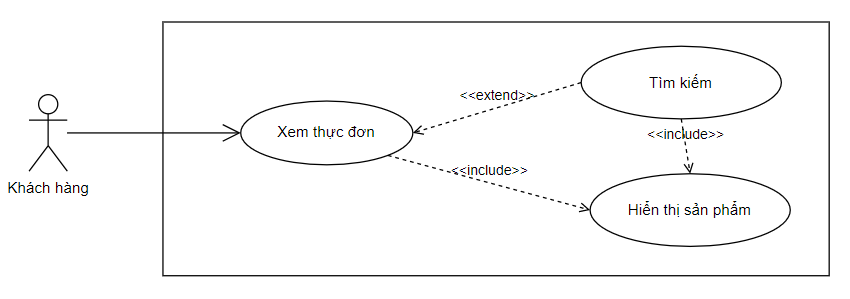 Tìm kiếm
<<extend>>
Xem thực đơn
<<include>>
<<include>>
Khách hàng
Hiển thị sản phẩm